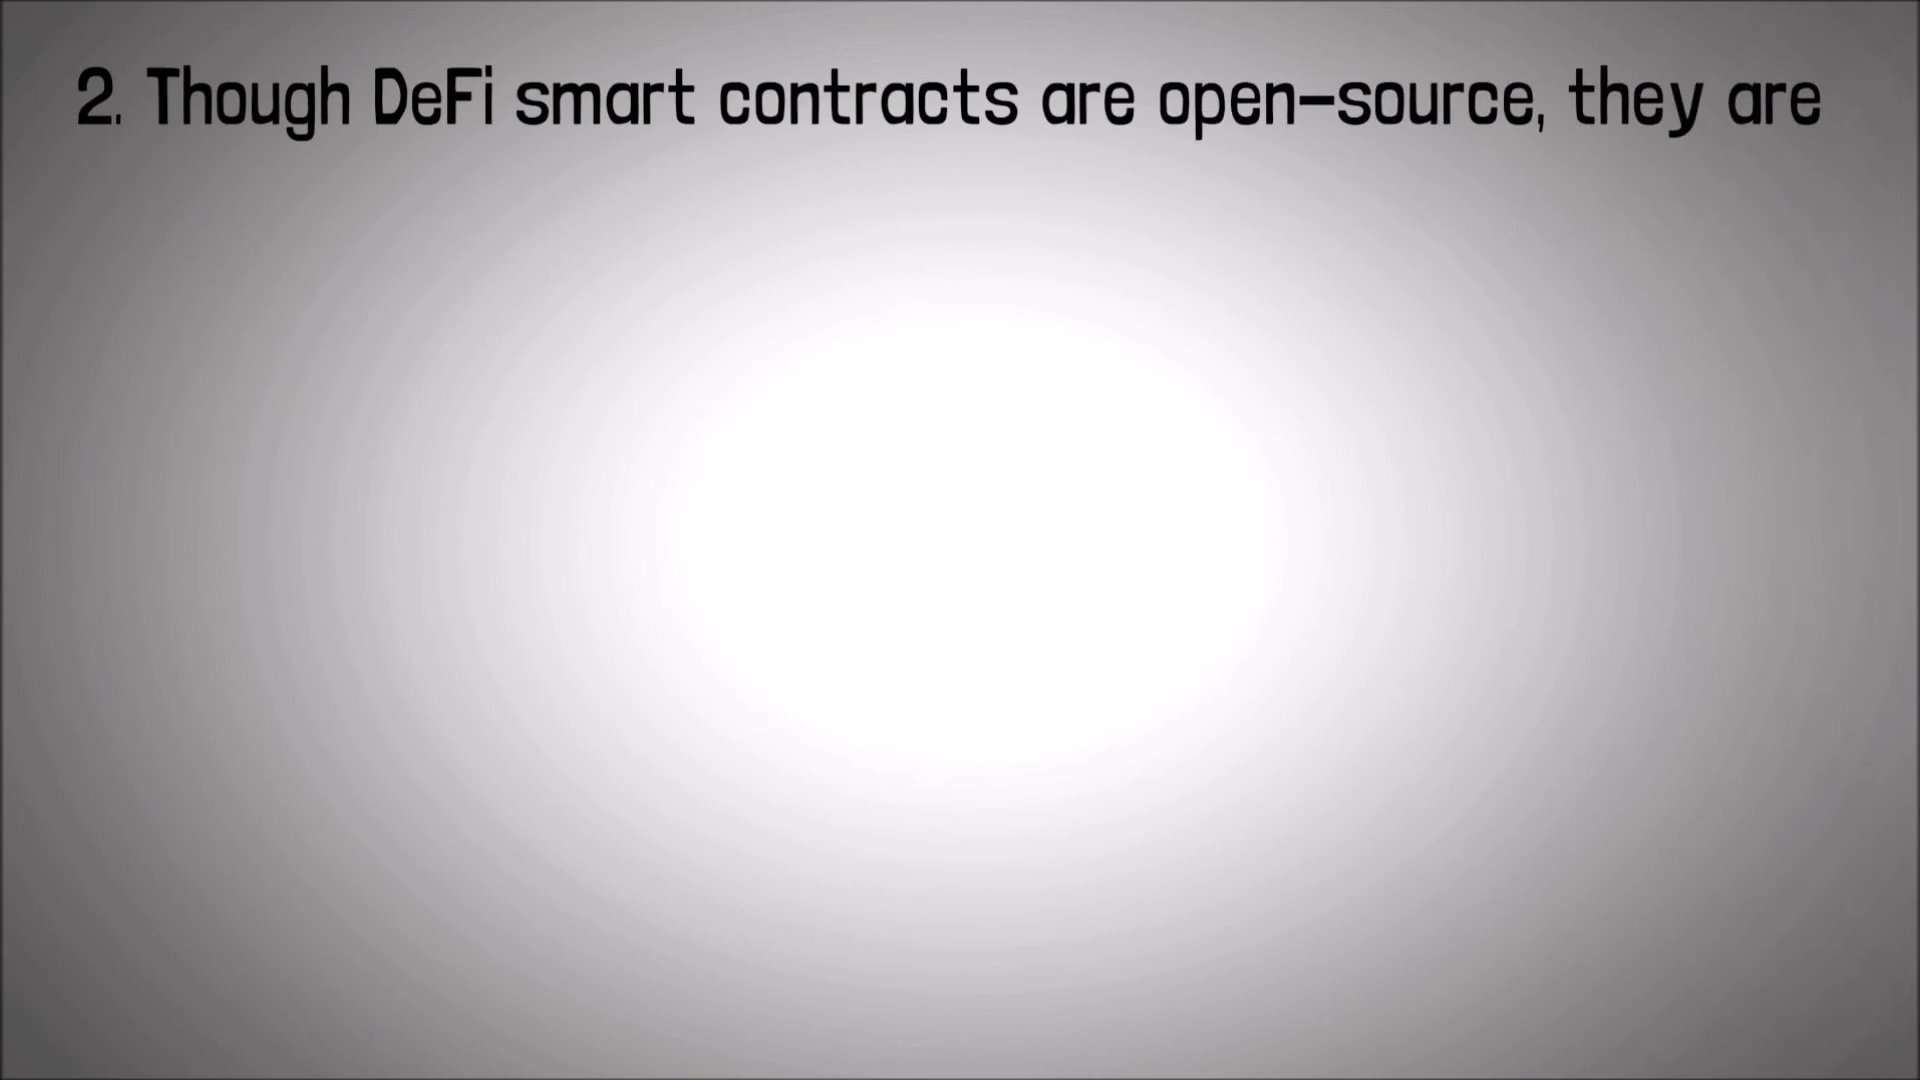 2. Though DeFi smart contracts are open-source, they are